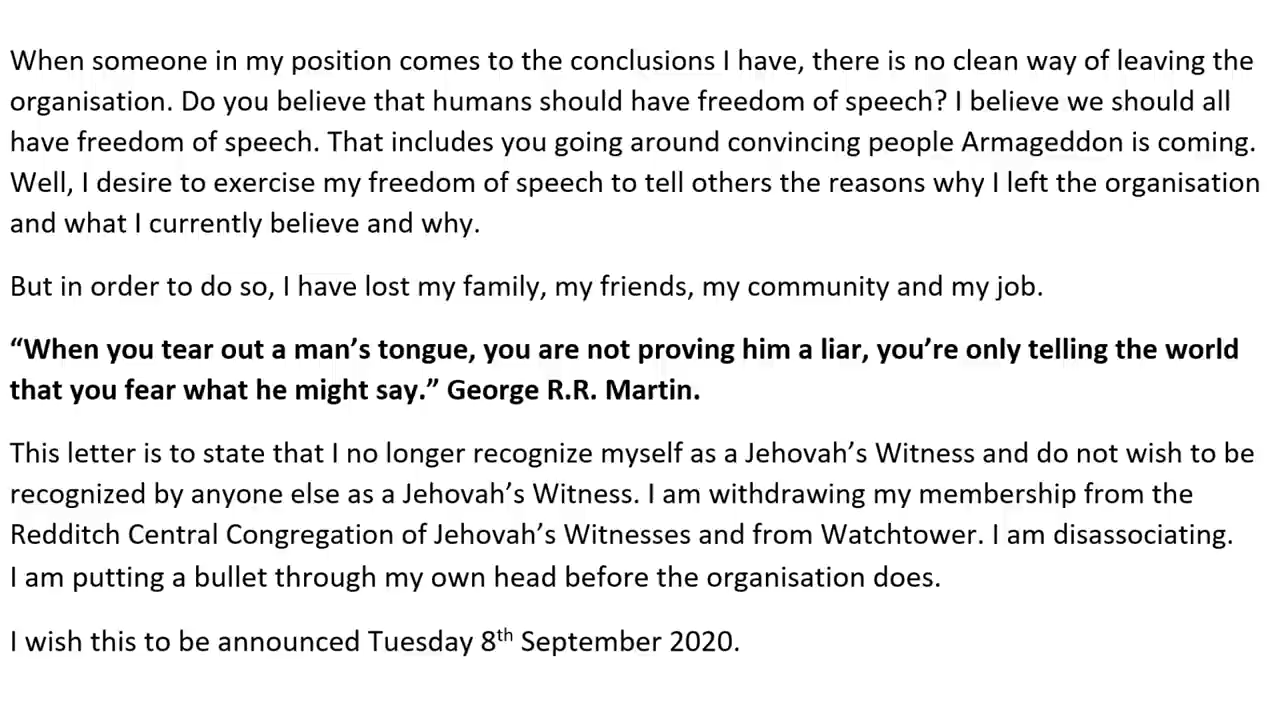 When someone in my position comes to the conclusions I have, there is no clean way of leaving the
organisation. Do you believe that humans should have freedom of speech? I believe we should all
have freedom of speech. That includes you going around convincing people Armageddon is coming.
Well, I desire to exercise my freedom of speech to tell others the reasons why I left the organisation
and what I currently believe and why.
But in order to do so, I have lost my family, my friends, my community and my job.
“When you tear out a man’s tongue, you are not proving him a liar, you’re only telling the world
that you fear what he might say.” George R.R. Martin.
This letter is to state that I no longer recognize myself as a Jehovah’s Witness and do not wish to be
recognized by anyone else as a Jehovah’s Witness. I am withdrawing my membership from the
Redditch Central Congregation of Jehovah’s Witnesses and from Watchtower. I am disassociating.
I am putting a bullet through my own head before the organisation does.
I wish this to be announced Tuesday 8th September 2020.